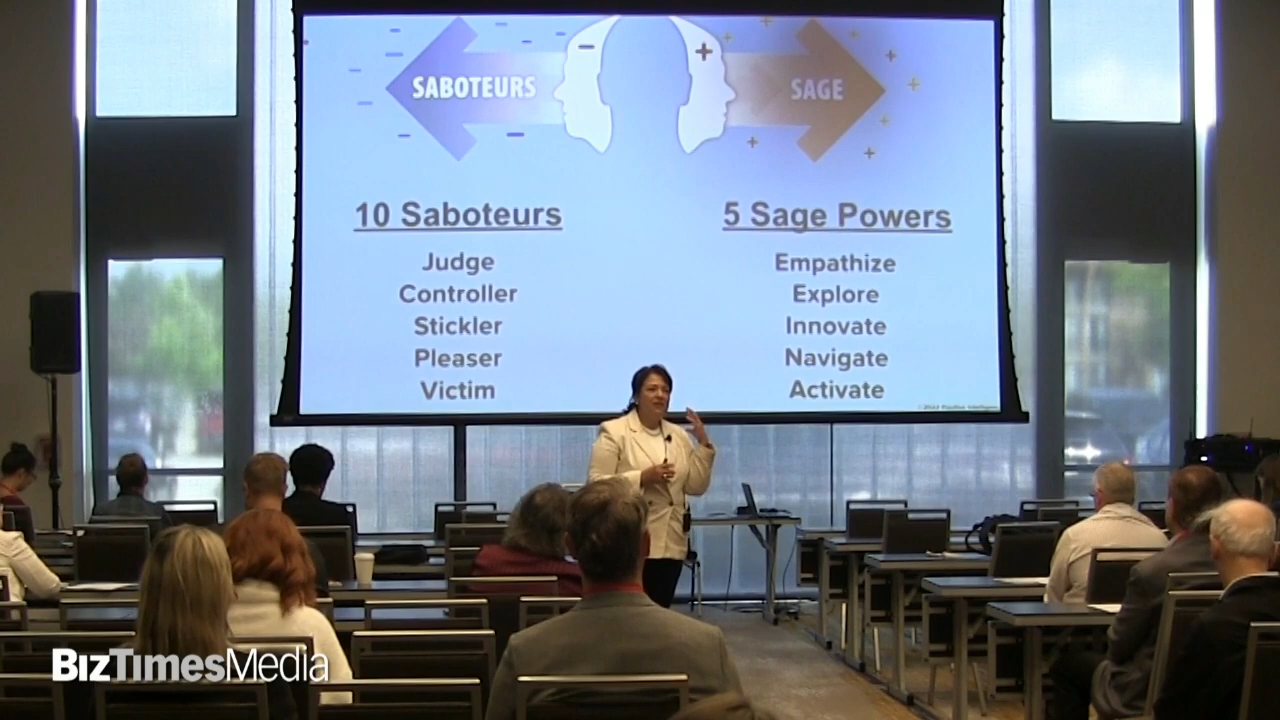 SABOTEURS
SAGE
10 Saboteurs
Judge
Controller
Stickler
Pleaser
Victim
5 Sage Powers
Empathize
Explore
Innovate
Navigate
Activate
BizTimesMedia